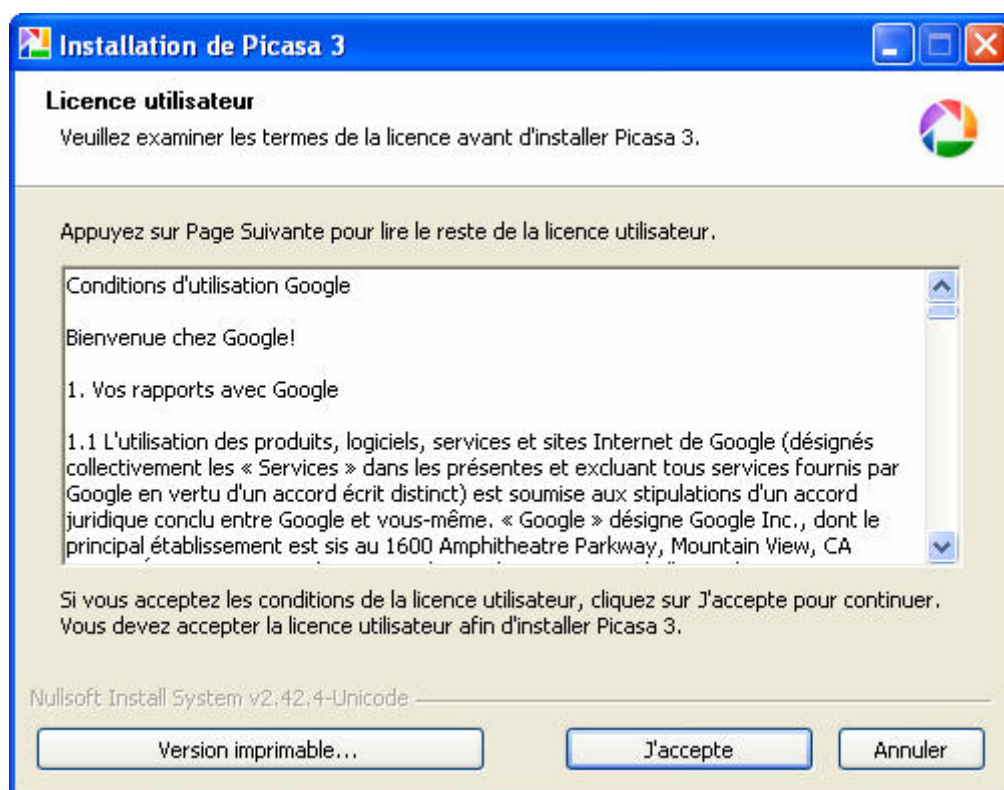 Installation de Picasa 3
Licence utilisateur
Veuillez examiner les termes de la licence avant d'installer Picasa 3.
Appuyez sur Page Suivante pour lire le reste de la licence utilisateur.
Conditions d'utilisation Google
Bienvenue chez Google!
1. Vos rapports avec Google
1.1 L'utilisation des produits, logiciels, services et sites Internet de Google (désignés
collectivement les « Services » dans les présentes et excluant tous services fournis par
Google en vertu d'un accord écrit distinct) est soumise aux stipulations d'un accord
juridique conclu entre Google et vous-même. « Google » désigne Google Inc., dont le
principal établissement est sis au 1600 Amphitheatre Parkway, Mountain View, CA
Si vous acceptez les conditions de la licence utilisateur, cliquez sur J'accepte pour continuer.
Vous devez accepter la licence utilisateur afin d'installer Picasa 3.
Nullsoft Install System v2.42.4-Unicode
Version imprimable...
J'accepte
Annuler